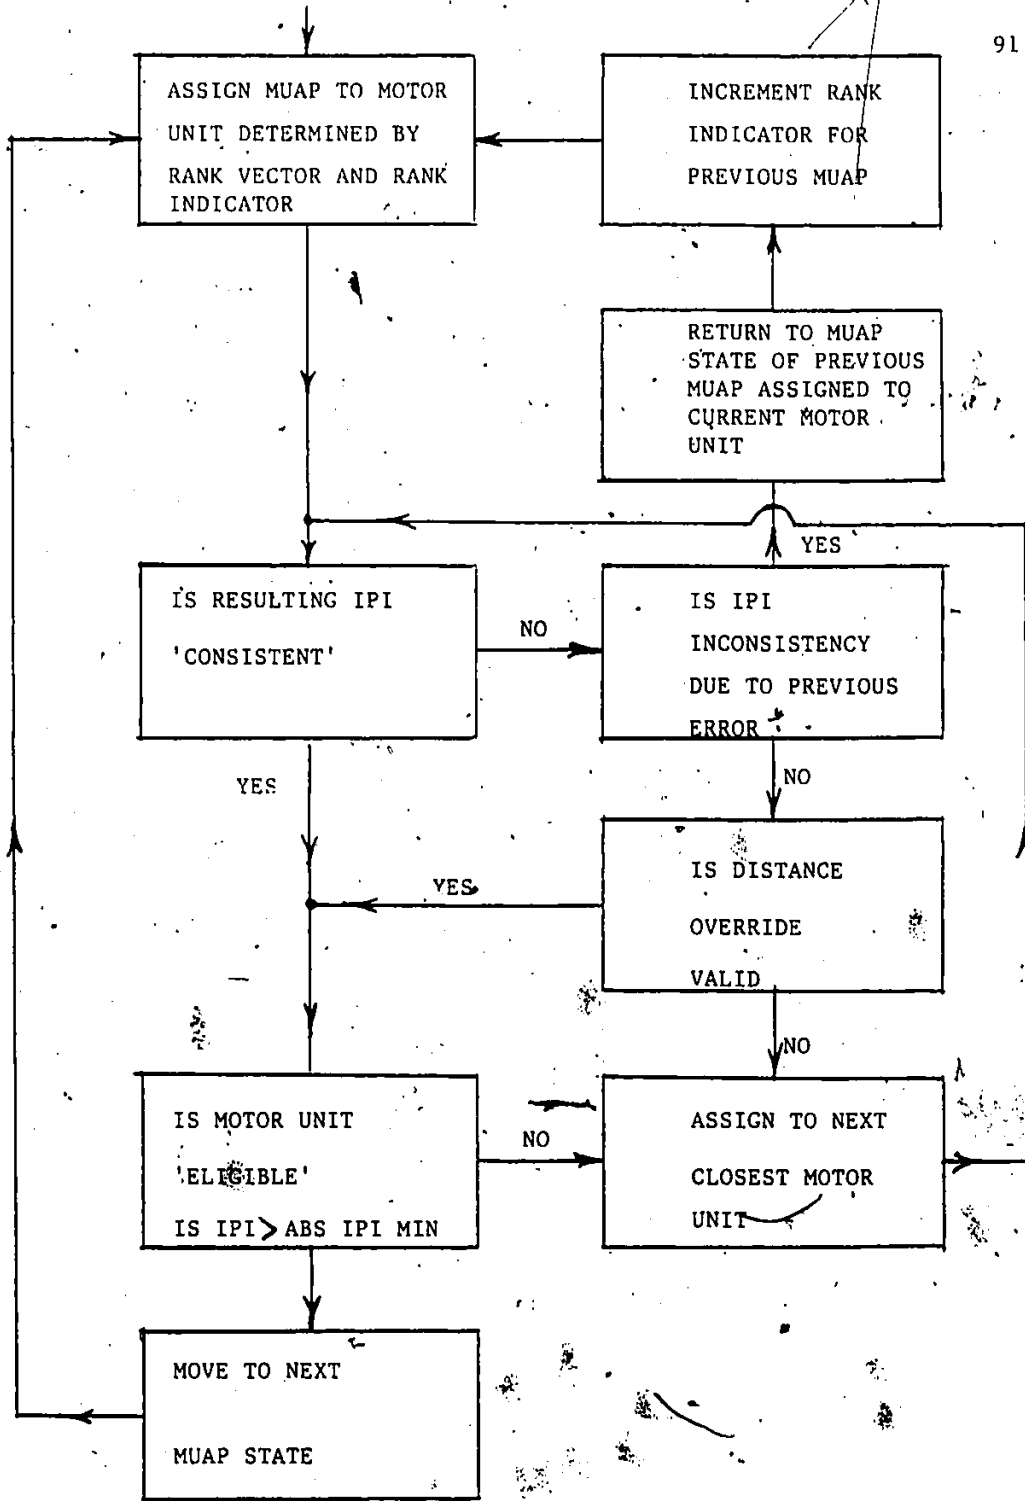 91
ASSIGN MUAP TO MOTOR
UNIT DETERMINED BY
RANK VECTOR AND RANK
INDICATOR
INCREMENT RANK
INDICATOR FOR
PREVIOUS MUAP
RETURN TO MUAP
STATE OF PREVIOUS
MUAP ASSIGNED TO
CURRENT MOTOR
UNIT
YES
IS RESULTING IPI
'CONSISTENT'
NO
IS IPI
INCONSISTENCY
DUE TO PREVIOUS
ERROR
YES
NO
IS DISTANCE
OVERRIDE
VALID
YES
NO
IS MOTOR UNIT
'ELIGIBLE'
IS IPI > ABS IPI MIN
NO
ASSIGN TO NEXT
CLOSEST MOTOR
UNIT
MOVE TO NEXT
MUAP STATE